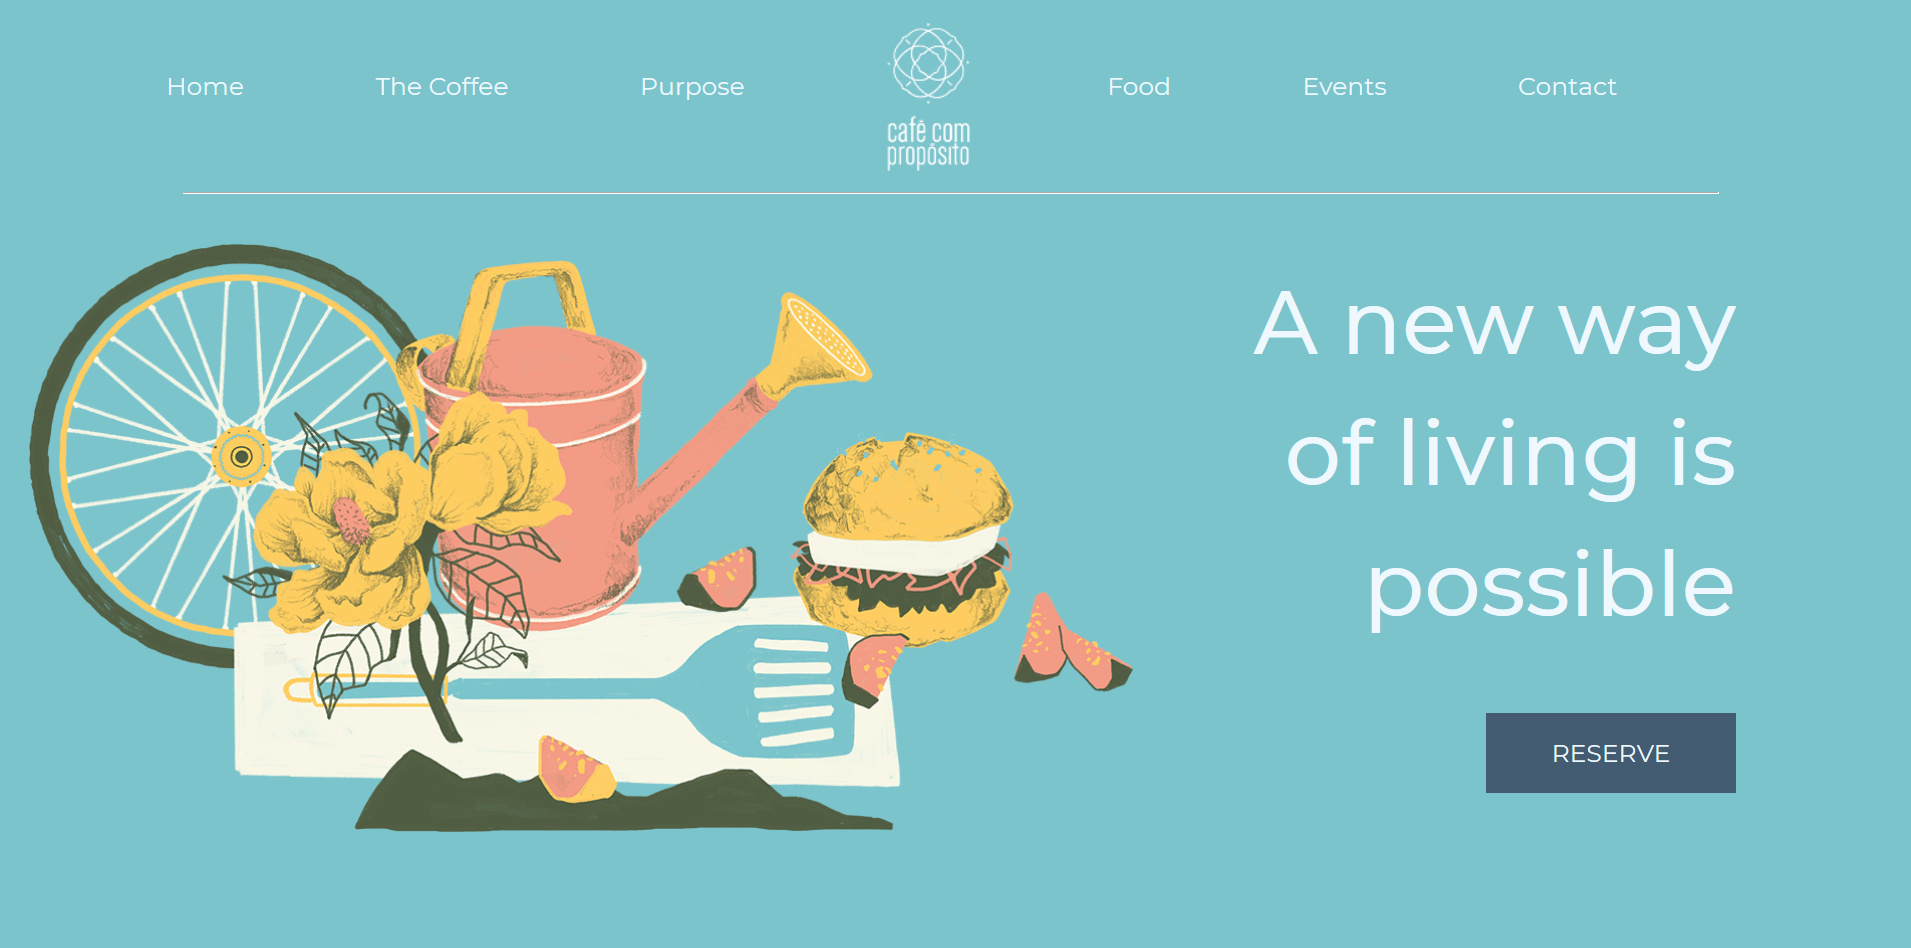 Home
The Coffee
Purpose
café com
propósito
Food
Events
Contact
A new way
of living is
possible
RESERVE